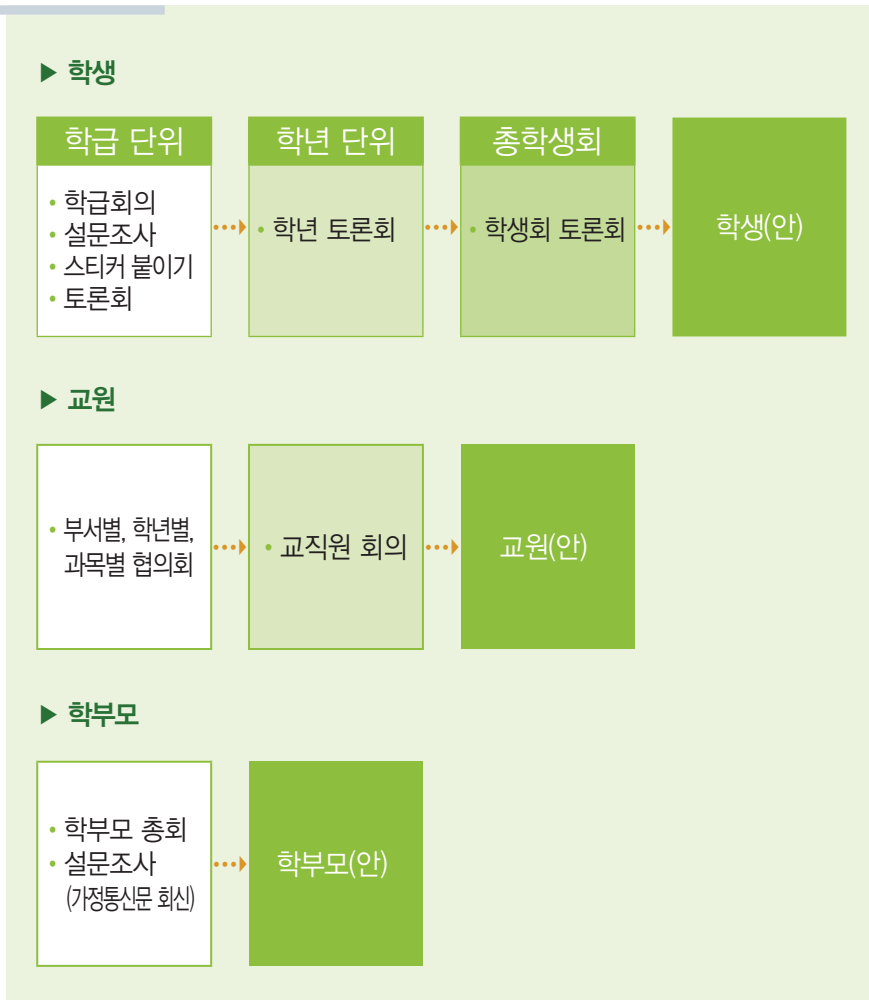 ▶ 학생
학급 단위
• 학급회의
• 설문조사
• 스티커 붙이기
• 토론회
학년 단위
• 학년 토론회
총학생회
• 학생회 토론회
학생(안)
▶ 교원
• 부서별, 학년별,
과목별 협의회
• 교직원 회의
교원(안)
▶ 학부모
• 학부모 총회
• 설문조사
(가정통신문 회신)
학부모(안)